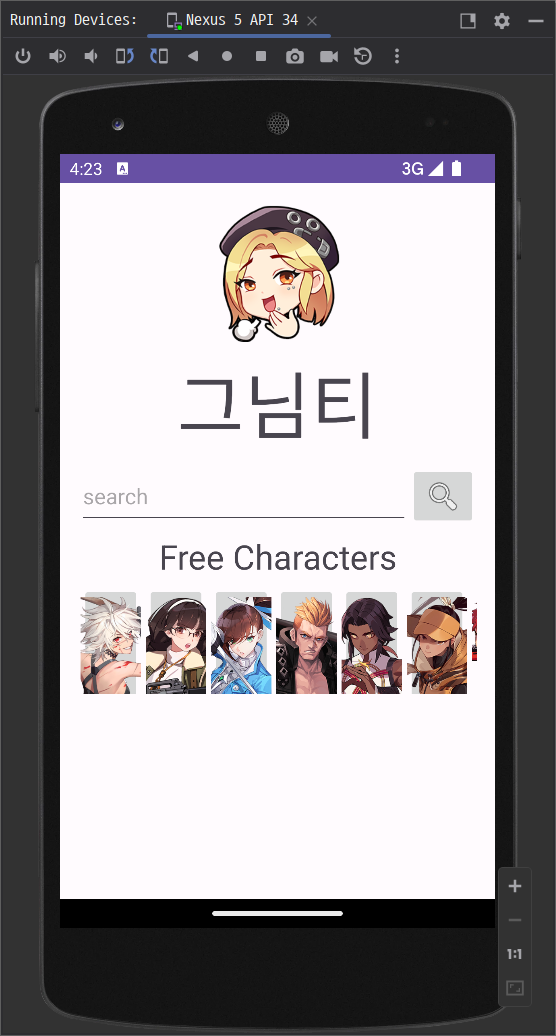 Running Devices: Nexus 5 API 34
4:23 A 3G
그님티
search
Free Characters
1:1